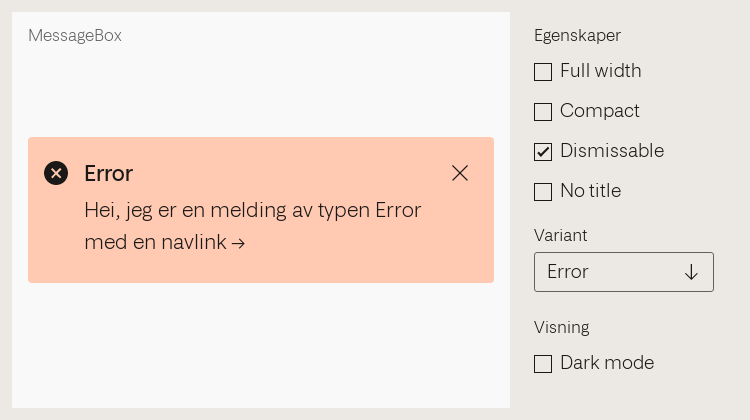 MessageBox
Error
Hei, jeg er en melding av typen Error
med en navlink →
Egenskaper
Full width
Compact
Dismissable
No title
Variant
Error
Visning
Dark mode